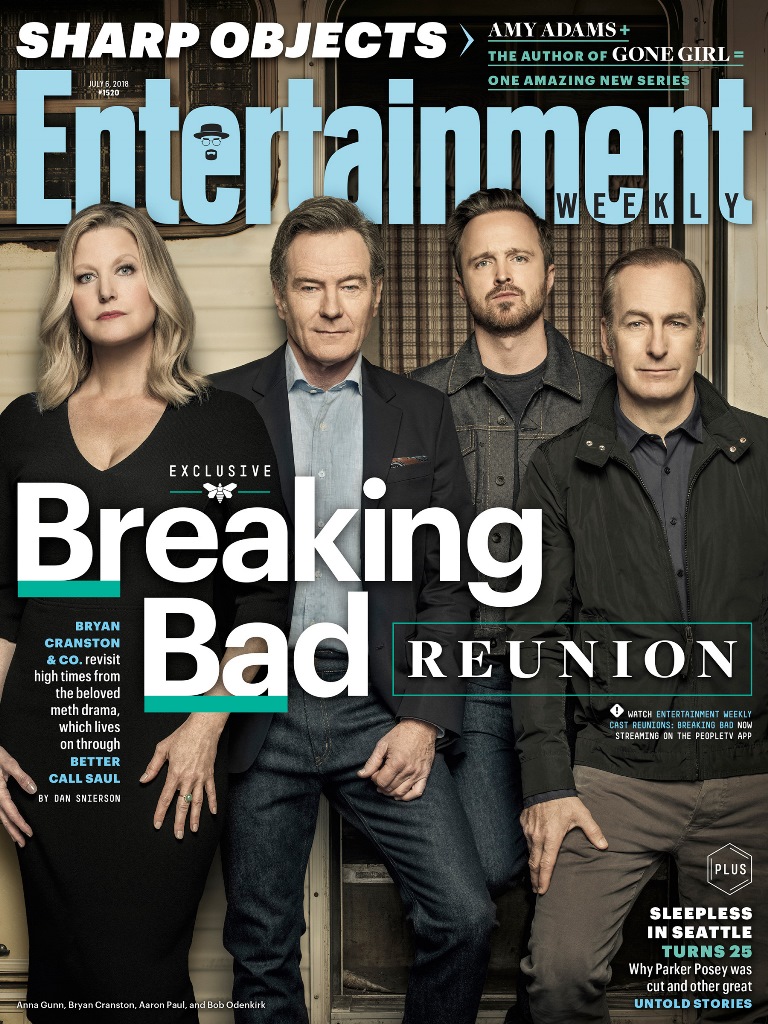 SHARP OBJECTS
AMY ADAMS +
THE AUTHOR OF GONE GIRL =
ONE AMAZING NEW SERIES
JULY 6, 2018
#1520
Entertainment
WEEKLY
EXCLUSIVE
Breaking
Bad
REUNION
BRYAN
CRANSTON
& CO. revisit
high times from
the beloved
meth drama,
which lives
on through
BETTER
CALL SAUL
BY DAN SNIERSON
WATCH ENTERTAINMENT WEEKLY
CAST REUNIONS: BREAKING BAD NOW
STREAMING ON THE PEOPLETV APP
PLUS
SLEEPLESS
IN SEATTLE
TURNS 25
Why Parker Posey was
cut and other great
UNTOLD STORIES
Anna Gunn, Bryan Cranston, Aaron Paul, and Bob Odenkirk